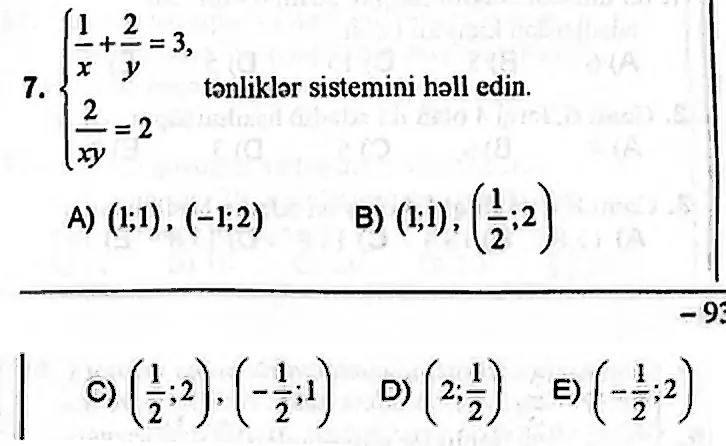 7. { 1/x + 2/y = 3, 2/xy = 2 tənliklər sistemini həll edin.
A) (1;1), (−1;2) B) (1;1), (1/2;2)
−93
C) (1/2;2), (−1/2;1) D) (2;1/2) E) (−1/2;2)